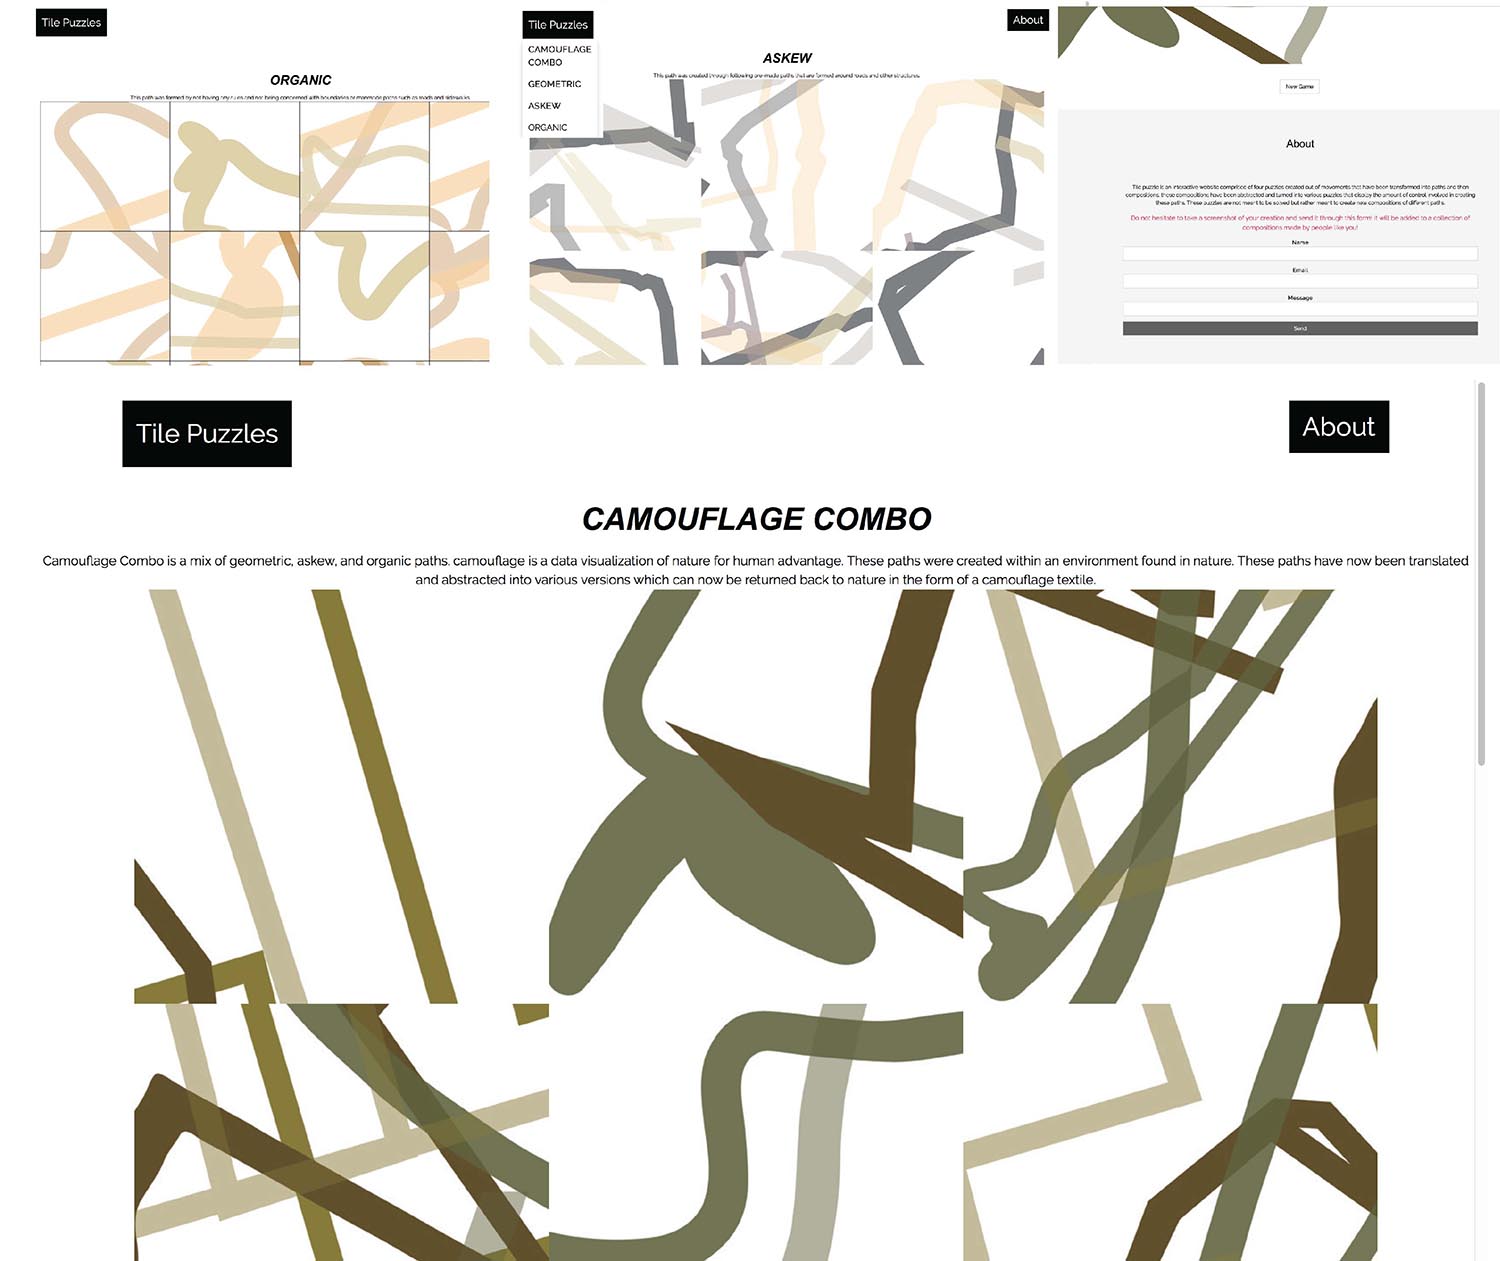 Tile Puzzles
ORGANIC
This path was formed by not having any rules and not being concerned with boundaries or manmade paths such as roads and sidewalks.
Tile Puzzles
CAMOUFLAGE
COMBO
GEOMETRIC
ASKEW
ORGANIC
About
ASKEW
This path was created through following pre-made paths that are formed around roads and other structures.
New Game
About
Tile puzzle is an interactive website comprised of four puzzles created out of movements that have been transformed into paths and then
compositions, these compositions have been abstracted and turned into various puzzles that display the amount of control involved in creating
these paths. These puzzles are not meant to be solved but rather meant to create new compositions of different paths.
Do not hesitate to take a screenshot of your creation and send it through this form! it will be added to a collection of
compositions made by people like you!
Name
Email
Message
Send
Tile Puzzles
About
CAMOUFLAGE COMBO
Camouflage Combo is a mix of geometric, askew, and organic paths. camouflage is a data visualization of nature for human advantage. These paths were created within an environment found in nature. These paths have now been translated
and abstracted into various versions which can now be returned back to nature in the form of a camouflage textile.